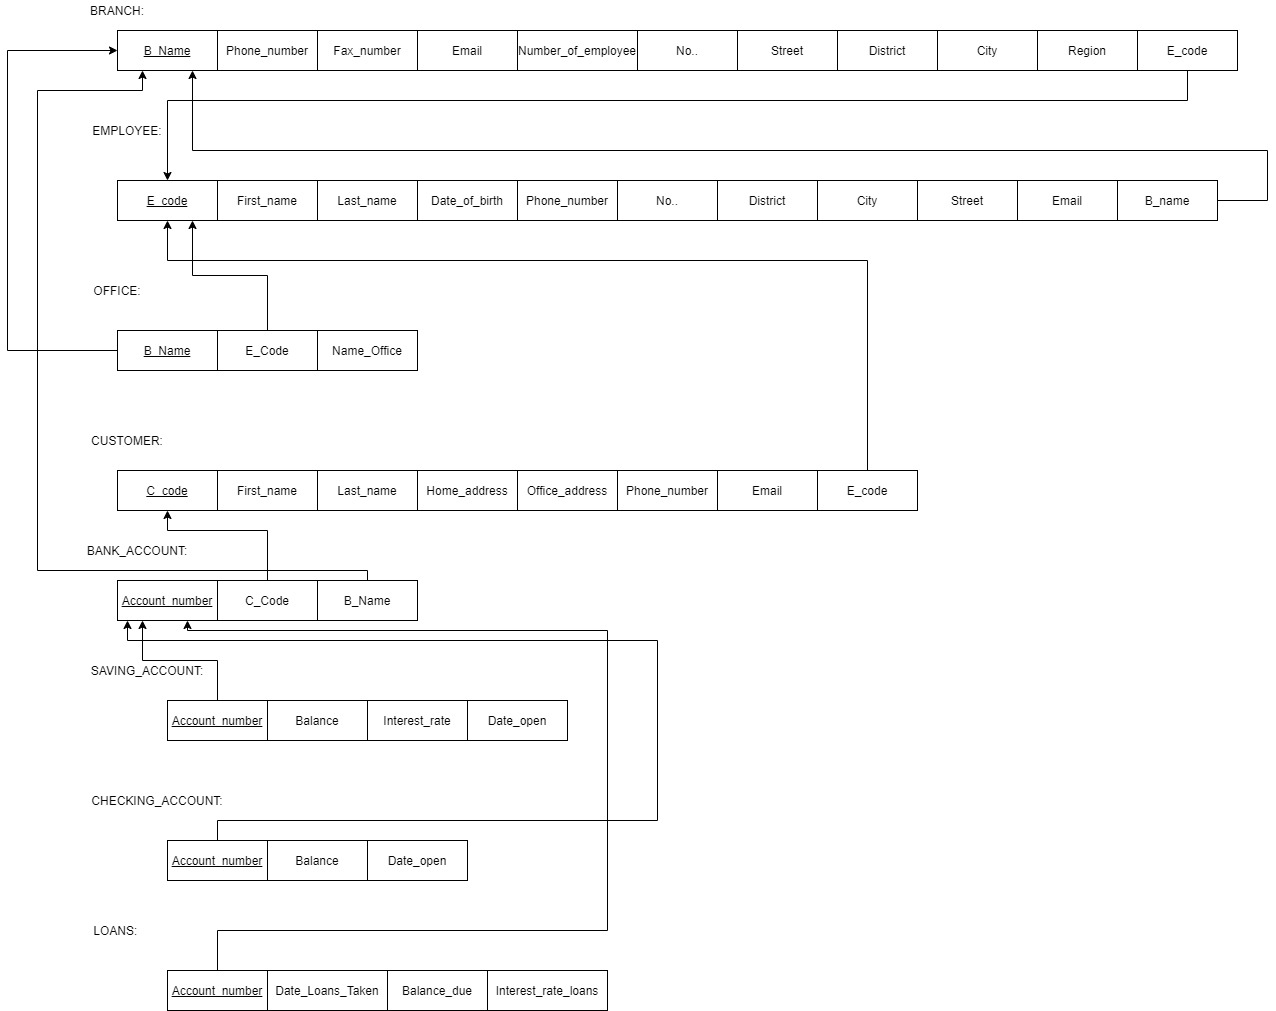 BRANCH:
B_Name Phone_number Fax_number Email Number_of_employee No.. Street District City Region E_code
EMPLOYEE:
E_code First_name Last_name Date_of_birth Phone_number No.. District City Street Email B_name
OFFICE:
B_Name E_Code Name_Office
CUSTOMER:
C_code First_name Last_name Home_address Office_address Phone_number Email E_code
BANK_ACCOUNT:
Account_number C_Code B_Name
SAVING_ACCOUNT:
Account_number Balance Interest_rate Date_open
CHECKING_ACCOUNT:
Account_number Balance Date_open
LOANS:
Account_number Date_Loans_Taken Balance_due Interest_rate_loans